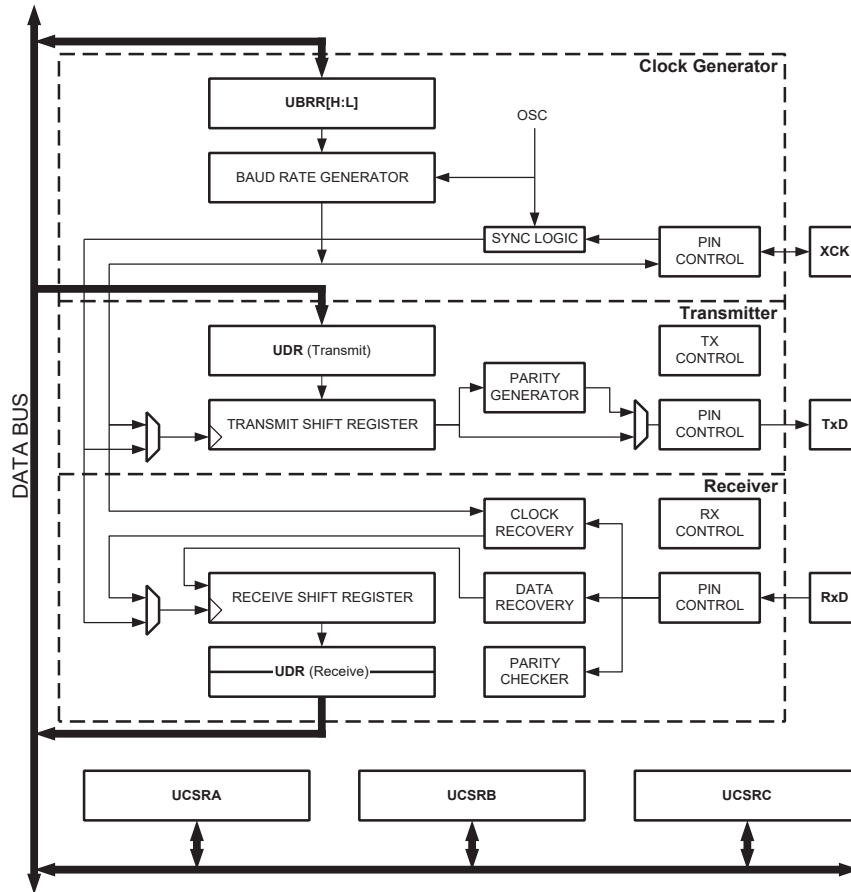 Clock Generator
UBRR[H:L]
OSC
BAUD RATE GENERATOR
SYNC LOGIC
PIN
CONTROL
XCK
Transmitter
UDR (Transmit)
TX
CONTROL
PARITY
GENERATOR
TRANSMIT SHIFT REGISTER
PIN
CONTROL
TxD
DATA BUS
Receiver
CLOCK
RECOVERY
RX
CONTROL
RECEIVE SHIFT REGISTER
DATA
RECOVERY
PIN
CONTROL
RxD
UDR (Receive)
PARITY
CHECKER
UCSRA
UCSRB
UCSRC